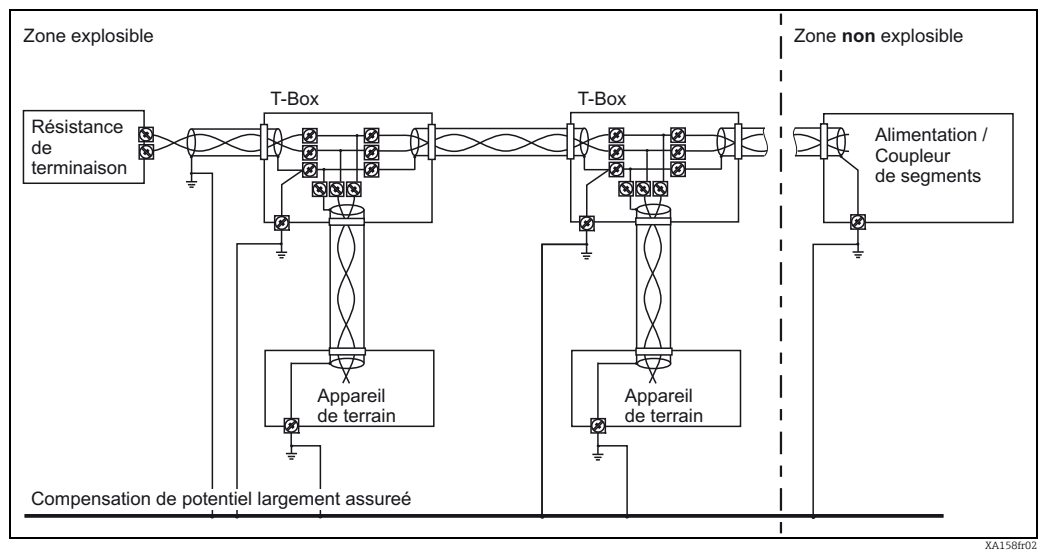 Zone explosible
Zone non explosible
T-Box
T-Box
Résistance
de
terminaison
Alimentation /
Coupleur
de segments
Appareil
de terrain
Appareil
de terrain
Compensation de potentiel largement assureé
XA158fr02